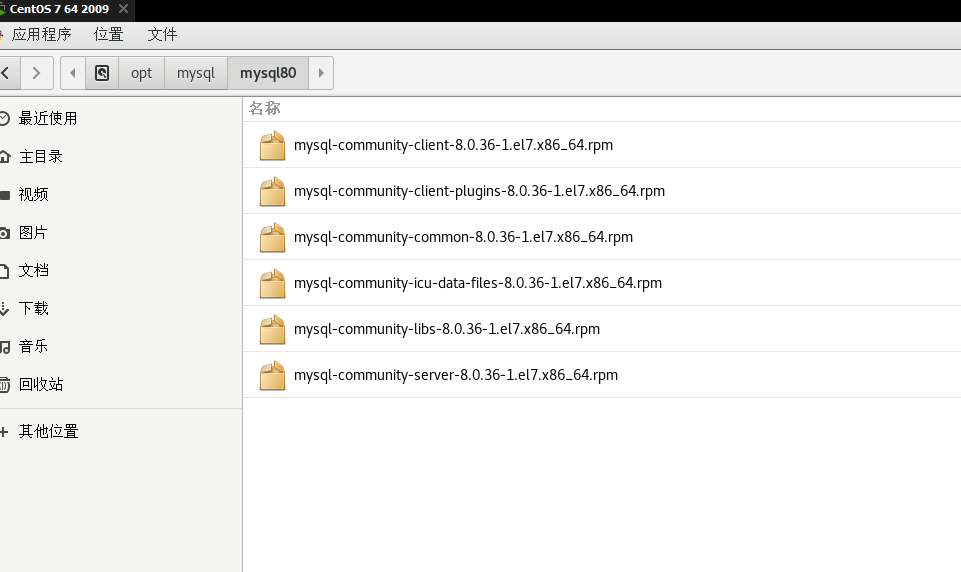 CentOS 7 64 2009
应用程序 位置 文件
opt mysql mysql80
名称
最近使用
主目录
视频
图片
文档
下载
音乐
回收站
其他位置
mysql-community-client-8.0.36-1.el7.x86_64.rpm
mysql-community-client-plugins-8.0.36-1.el7.x86_64.rpm
mysql-community-common-8.0.36-1.el7.x86_64.rpm
mysql-community-icu-data-files-8.0.36-1.el7.x86_64.rpm
mysql-community-libs-8.0.36-1.el7.x86_64.rpm
mysql-community-server-8.0.36-1.el7.x86_64.rpm